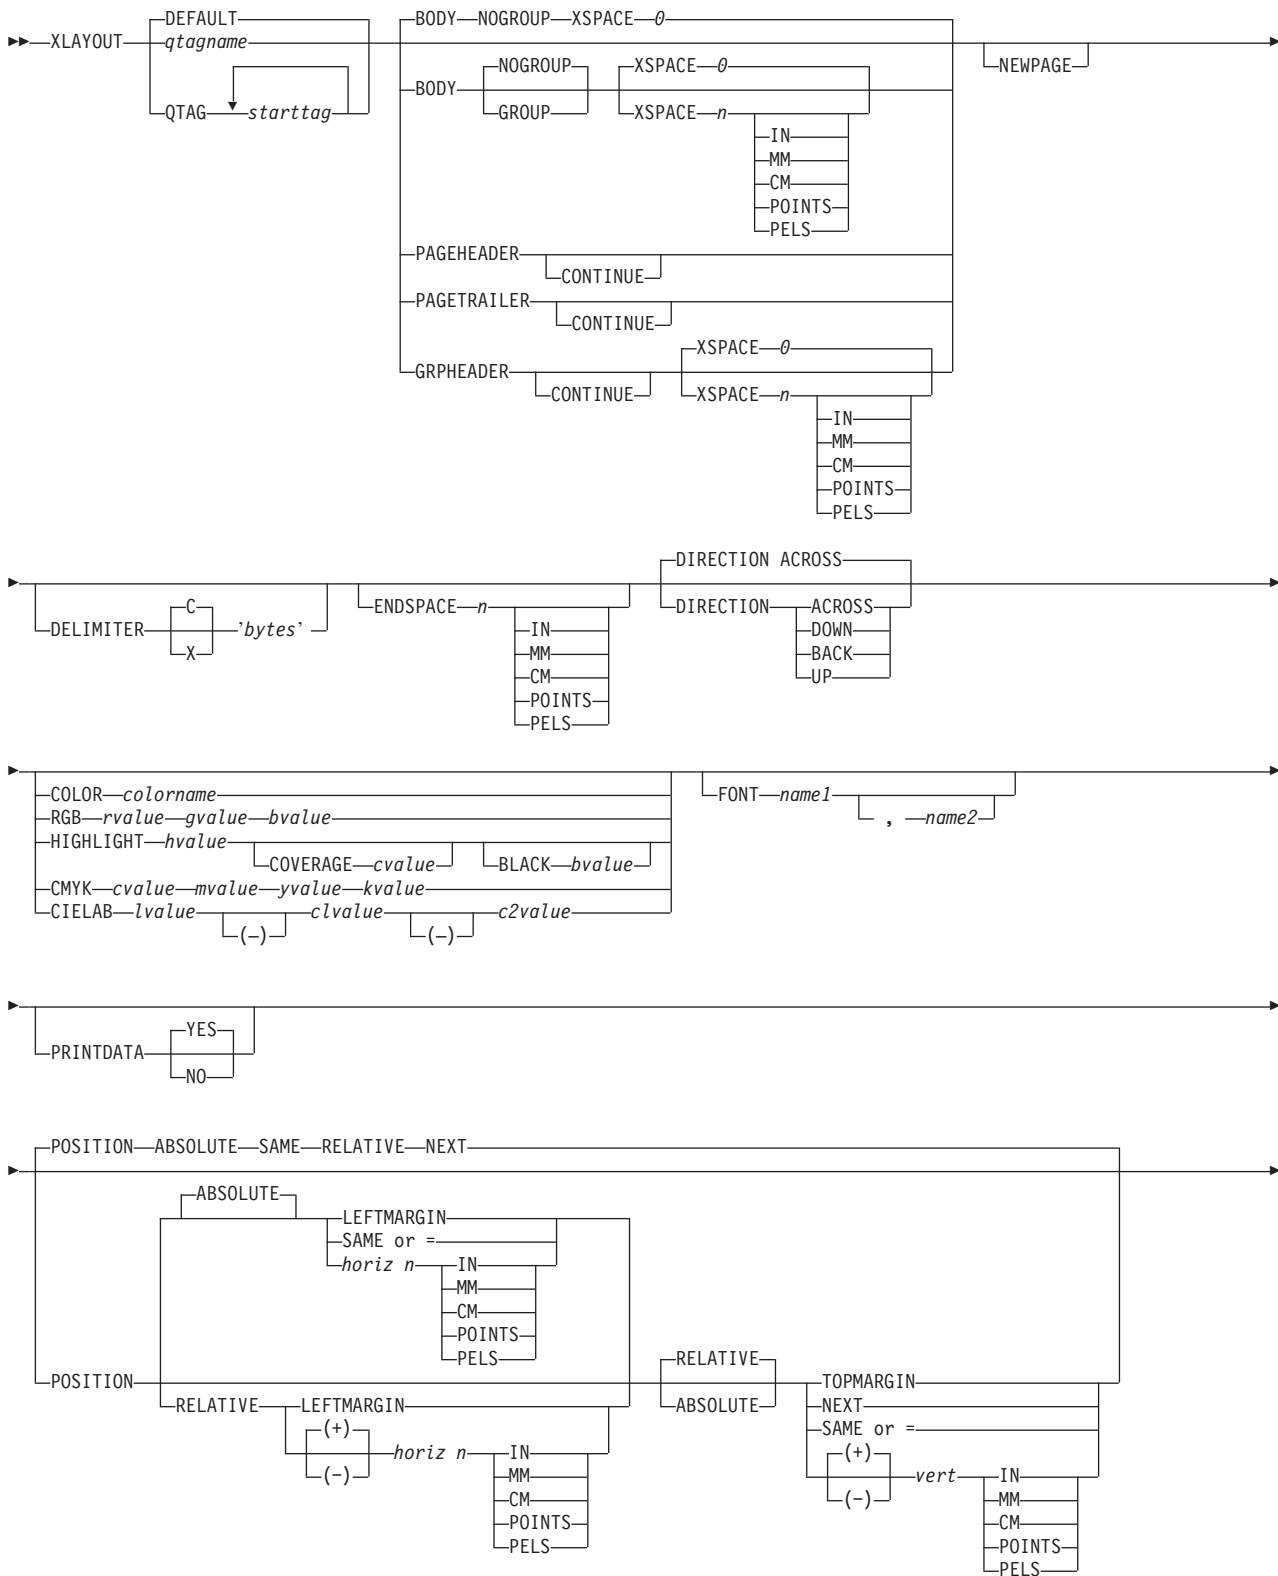 DEFAULT BODY NOGROUP XSPACE 0
XLAYOUT qtagname
NOGROUP XSPACE 0 NEWPAGE
BODY
QTAG starttag GROUP XSPACE n
IN
MM
CM
POINTS
PELS
PAGEHEADER
CONTINUE
PAGETRAILER
CONTINUE
XSPACE 0
GRPHEADER
CONTINUE XSPACE n
IN
MM
CM
POINTS
PELS
DIRECTION ACROSS
C ENDSPACE n DIRECTION ACROSS
DELIMITER 'bytes' IN DOWN
X MM BACK
CM UP
POINTS
PELS
COLOR colorname FONT name1
RGB rvalue gvalue bvalue , name2
HIGHLIGHT hvalue
COVERAGE cvalue BLACK bvalue
CMYK cvalue mvalue yvalue kvalue
CIELAB lvalue c1value c2value
(−) (−)
YES
PRINTDATA
NO
POSITION ABSOLUTE SAME RELATIVE NEXT
ABSOLUTE
LEFTMARGIN
SAME or =
horiz n IN
MM
CM
POINTS
PELS RELATIVE
POSITION TOPMARGIN
RELATIVE LEFTMARGIN ABSOLUTE NEXT
(+) SAME or =
horiz n IN (+)
(−) MM vert IN
CM (−) MM
POINTS CM
PELS POINTS
PELS